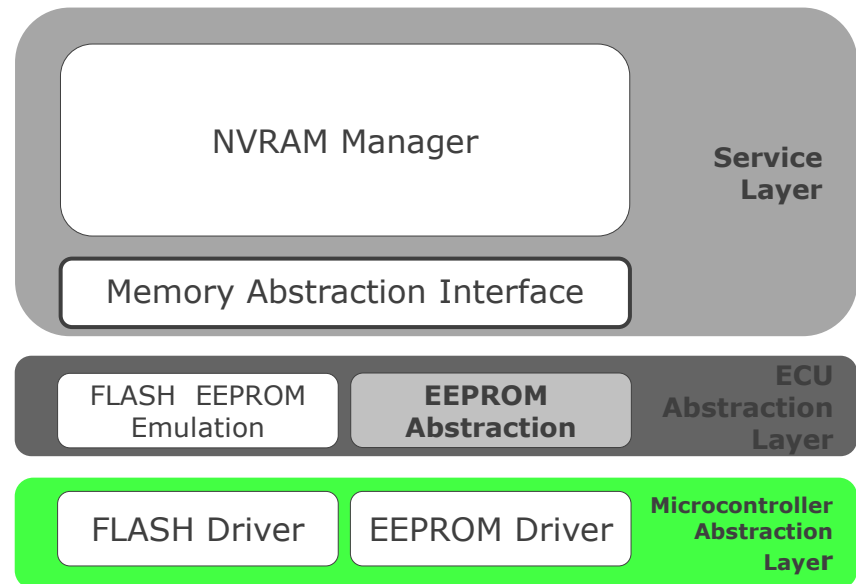 NVRAM Manager
Service
Layer
Memory Abstraction Interface
FLASH EEPROM
Emulation
EEPROM
Abstraction
ECU
Abstraction
Layer
FLASH Driver
EEPROM Driver
Microcontroller
Abstraction
Layer